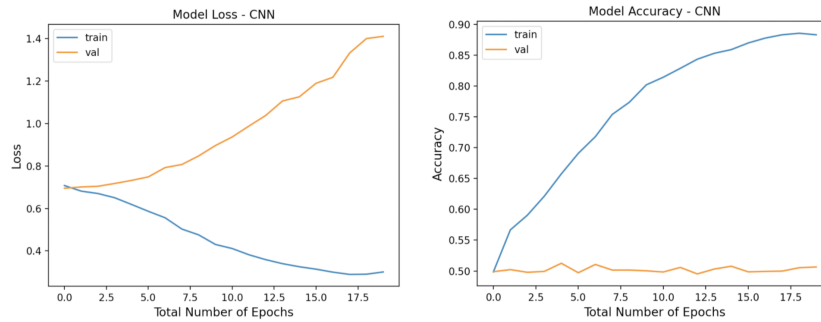 Model Loss - CNN
train
val
1.4
1.2
1.0
0.8
0.6
0.4
Loss
0.0 2.5 5.0 7.5 10.0 12.5 15.0 17.5
Total Number of Epochs
Model Accuracy - CNN
train
val
0.90
0.85
0.80
0.75
0.70
0.65
0.60
0.55
0.50
Accuracy
0.0 2.5 5.0 7.5 10.0 12.5 15.0 17.5
Total Number of Epochs